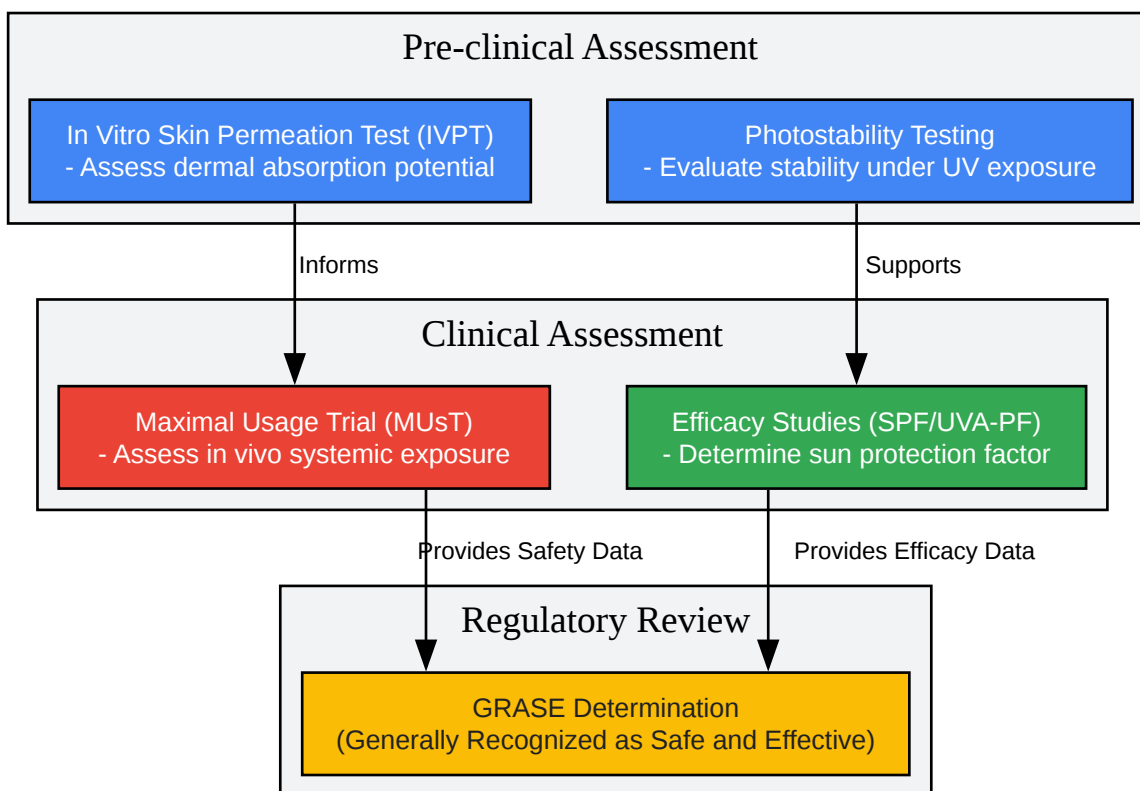 Pre-clinical Assessment
In Vitro Skin Permeation Test (IVPT)
- Assess dermal absorption potential
Photostability Testing
- Evaluate stability under UV exposure
Informs
Supports
Clinical Assessment
Maximal Usage Trial (MUsT)
- Assess in vivo systemic exposure
Efficacy Studies (SPF/UVA-PF)
- Determine sun protection factor
Provides Safety Data
Provides Efficacy Data
Regulatory Review
GRASE Determination
(Generally Recognized as Safe and Effective)